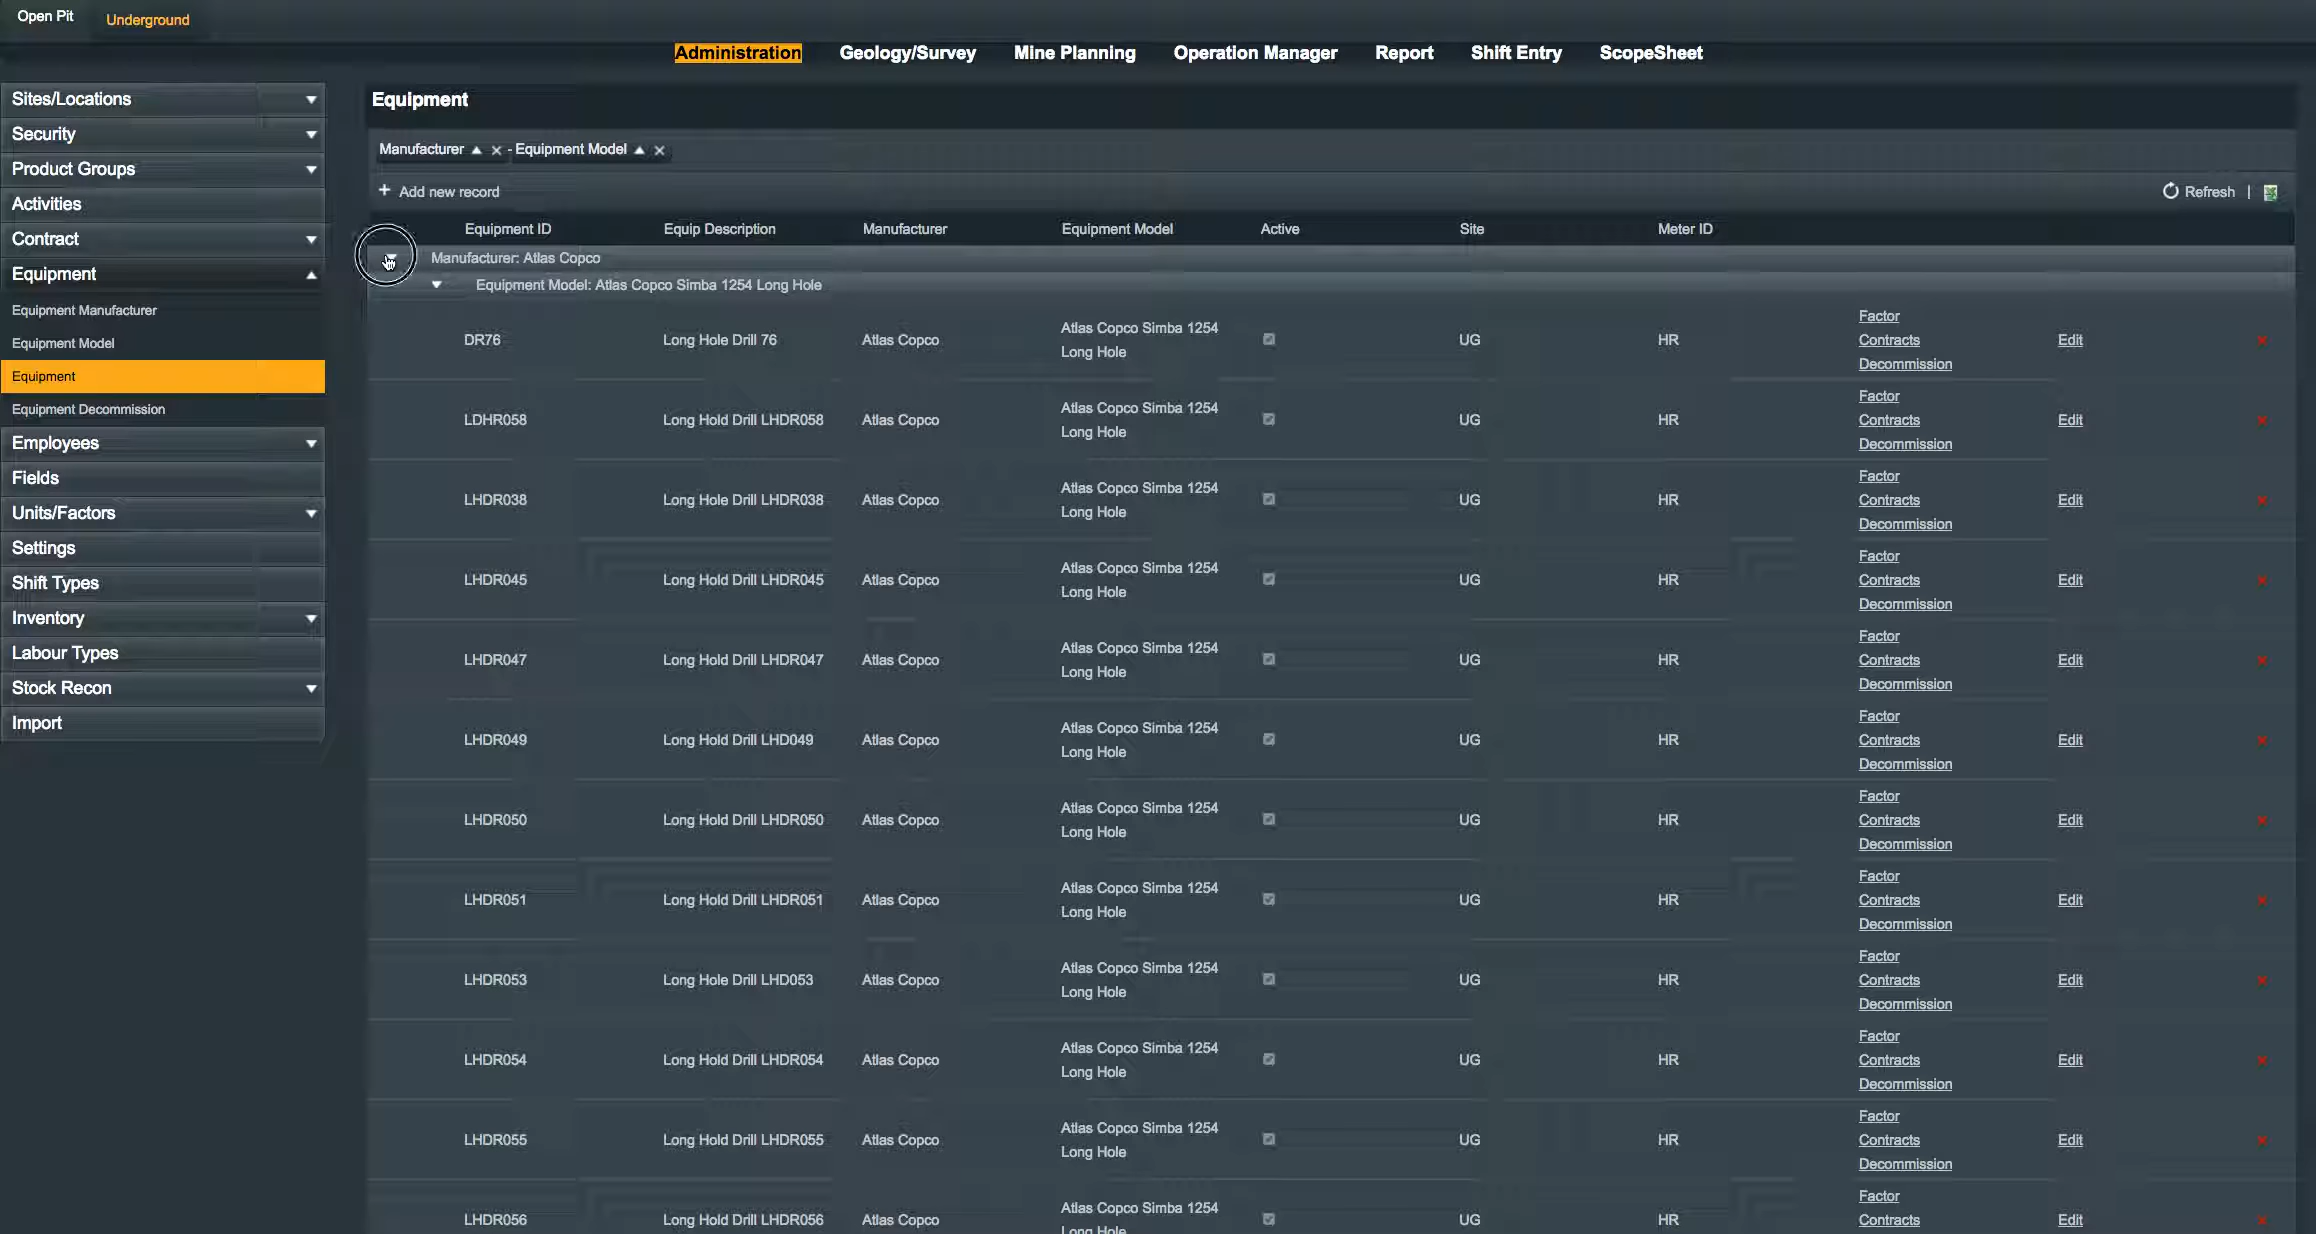 Open Pit
Underground
Administration Geology/Survey Mine Planning Operation Manager Report Shift Entry ScopeSheet
Sites/Locations
Security
Product Groups
Activities
Contract
Equipment
Equipment Manufacturer
Equipment Model
Equipment
Equipment Decommission
Employees
Fields
Units/Factors
Settings
Shift Types
Inventory
Labour Types
Stock Recon
Import
Equipment
Manufacturer - Equipment Model
+ Add new record Refresh |
Equipment ID Equip Description Manufacturer Equipment Model Active Site Meter ID
Manufacturer: Atlas Copco
Equipment Model: Atlas Copco Simba 1254 Long Hole
DR76 Long Hole Drill 76 Atlas Copco Atlas Copco Simba 1254 Long Hole UG HR Factor Contracts Decommission Edit
LDHR058 Long Hold Drill LHDR058 Atlas Copco Atlas Copco Simba 1254 Long Hole UG HR Factor Contracts Decommission Edit
LHDR038 Long Hole Drill LHDR038 Atlas Copco Atlas Copco Simba 1254 Long Hole UG HR Factor Contracts Decommission Edit
LHDR045 Long Hold Drill LHDR045 Atlas Copco Atlas Copco Simba 1254 Long Hole UG HR Factor Contracts Decommission Edit
LHDR047 Long Hold Drill LHDR047 Atlas Copco Atlas Copco Simba 1254 Long Hole UG HR Factor Contracts Decommission Edit
LHDR049 Long Hold Drill LHD049 Atlas Copco Atlas Copco Simba 1254 Long Hole UG HR Factor Contracts Decommission Edit
LHDR050 Long Hold Drill LHDR050 Atlas Copco Atlas Copco Simba 1254 Long Hole UG HR Factor Contracts Decommission Edit
LHDR051 Long Hold Drill LHDR051 Atlas Copco Atlas Copco Simba 1254 Long Hole UG HR Factor Contracts Decommission Edit
LHDR053 Long Hole Drill LHD053 Atlas Copco Atlas Copco Simba 1254 Long Hole UG HR Factor Contracts Decommission Edit
LHDR054 Long Hold Drill LHDR054 Atlas Copco Atlas Copco Simba 1254 Long Hole UG HR Factor Contracts Decommission Edit
LHDR055 Long Hold Drill LHDR055 Atlas Copco Atlas Copco Simba 1254 Long Hole UG HR Factor Contracts Decommission Edit
LHDR056 Long Hold Drill LHDR056 Atlas Copco Atlas Copco Simba 1254 Long Hole UG HR Factor Contracts Edit